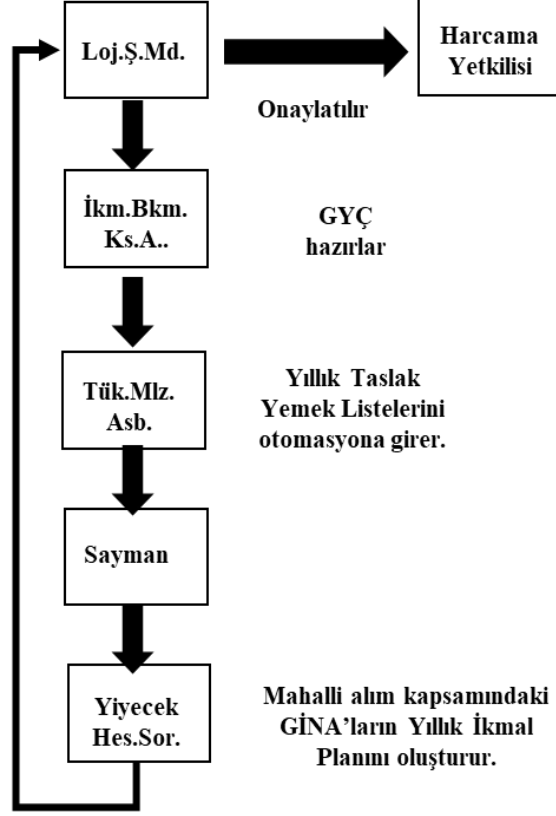 Loj.Ş.Md.
Harcama
Yetkilisi
Onaylatılır
İkm.Bkm.
Ks.A..
GYÇ
hazırlar
Tük.Mlz.
Asb.
Yıllık Taslak
Yemek Listelerini
otomasyona girer.
Sayman
Yiyecek
Hes.Sor.
Mahalli alım kapsamındaki
GİNA’ların Yıllık İkmal
Planını oluşturur.